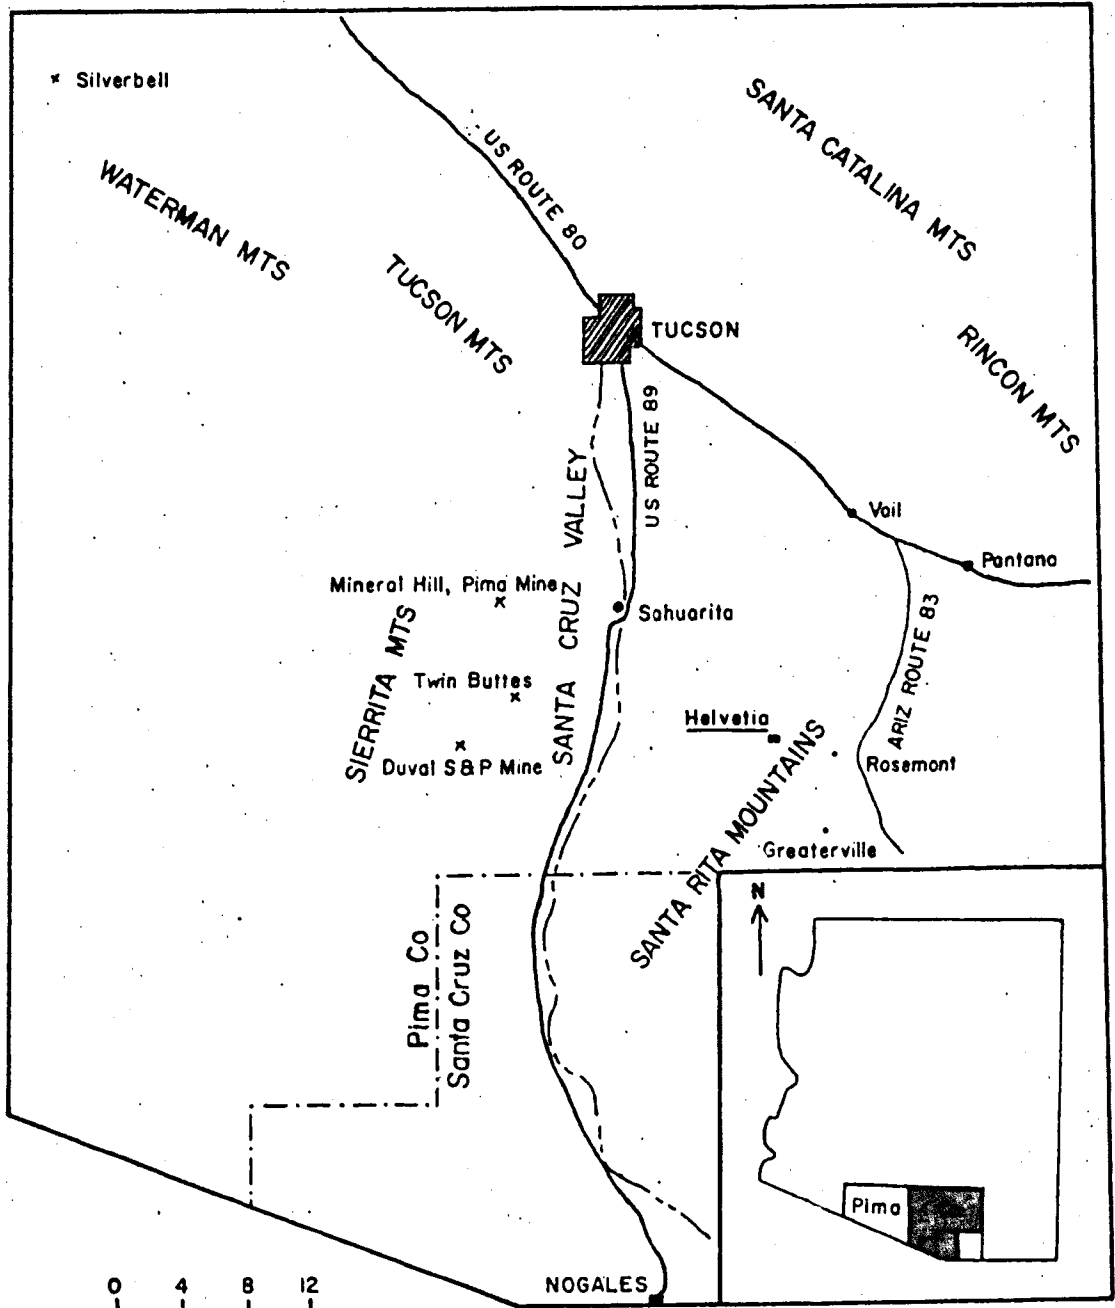 Silverbell
US ROUTE 80
SANTA CATALINA MTS
WATERMAN MTS
TUCSON MTS
TUCSON
RINCON MTS
US ROUTE 89
SANTA CRUZ VALLEY
Vail
Pantana
Mineral Hill, Pima Mine
Sahuarita
SIERRITA MTS
Twin Buttes
ARIZ ROUTE 83
Helvetia
Duval S&P Mine
Rosemont
SANTA RITA MOUNTAINS
Greaterville
N
Pima Co
Santa Cruz Co
Pima
NOGALES
0 4 8 12